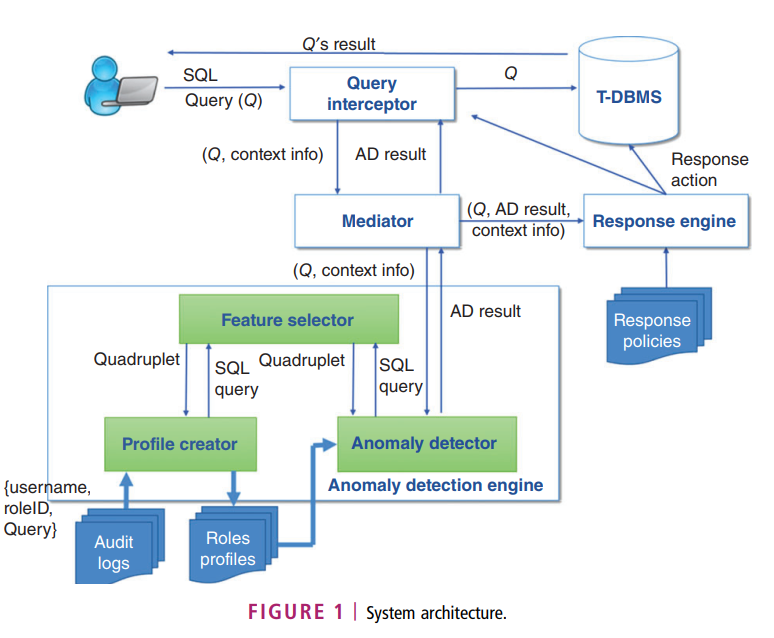 Q's result
SQL
Query (Q)
Query
interceptor
Q
T-DBMS
(Q, context info)
AD result
Response
action
Mediator
(Q, AD result,
context info)
Response engine
(Q, context info)
AD result
Response
policies
Feature selector
Quadruplet
SQL
query
Quadruplet
SQL
query
Profile creator
Anomaly detector
Anomaly detection engine
{username,
roleID,
Query}
Audit
logs
Roles
profiles
FIGURE 1 | System architecture.